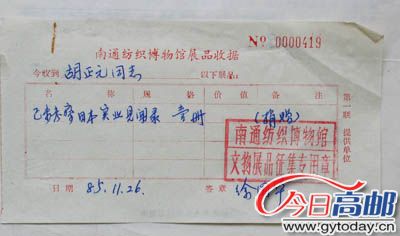 南通纺织博物馆展品收据
No 0000419
今收到 胡正元同志 以下展品:
名称 规格 价值 备注
乙 斋日本实业见闻录 壹册 (捐赠)
第一联 提供单位
南通纺织博物馆
文物展品征集专用章
日期 85.11.26. 签章 徐
今日高邮
www.gytoday.cn